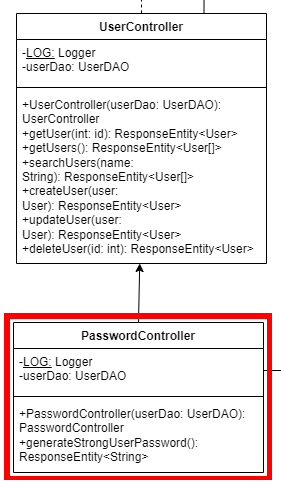 UserController
-LOG: Logger
-userDao: UserDAO
+UserController(userDao: UserDAO):
UserController
+getUser(int: id): ResponseEntity<User>
+getUsers(): ResponseEntity<User[]>
+searchUsers(name:
String): ResponseEntity<User[]>
+createUser(user:
User): ResponseEntity<User>
+updateUser(user:
User): ResponseEntity<User>
+deleteUser(id: int): ResponseEntity<User>
PasswordController
-LOG: Logger
-userDao: UserDAO
+PasswordController(userDao: UserDAO):
PasswordController
+generateStrongUserPassword():
ResponseEntity<String>